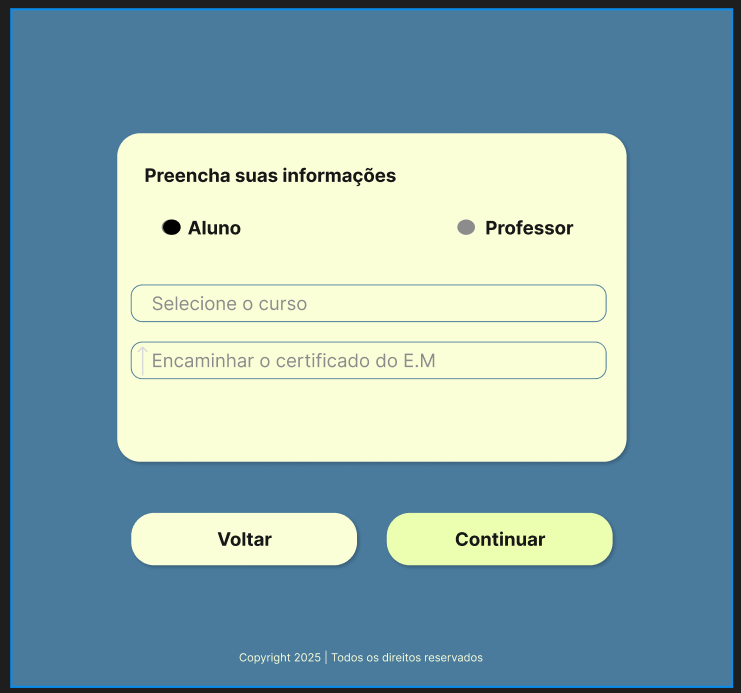 Preencha suas informações
Aluno
Professor
Selecione o curso
Encaminhar o certificado do E.M
Voltar
Continuar
Copyright 2025 | Todos os direitos reservados